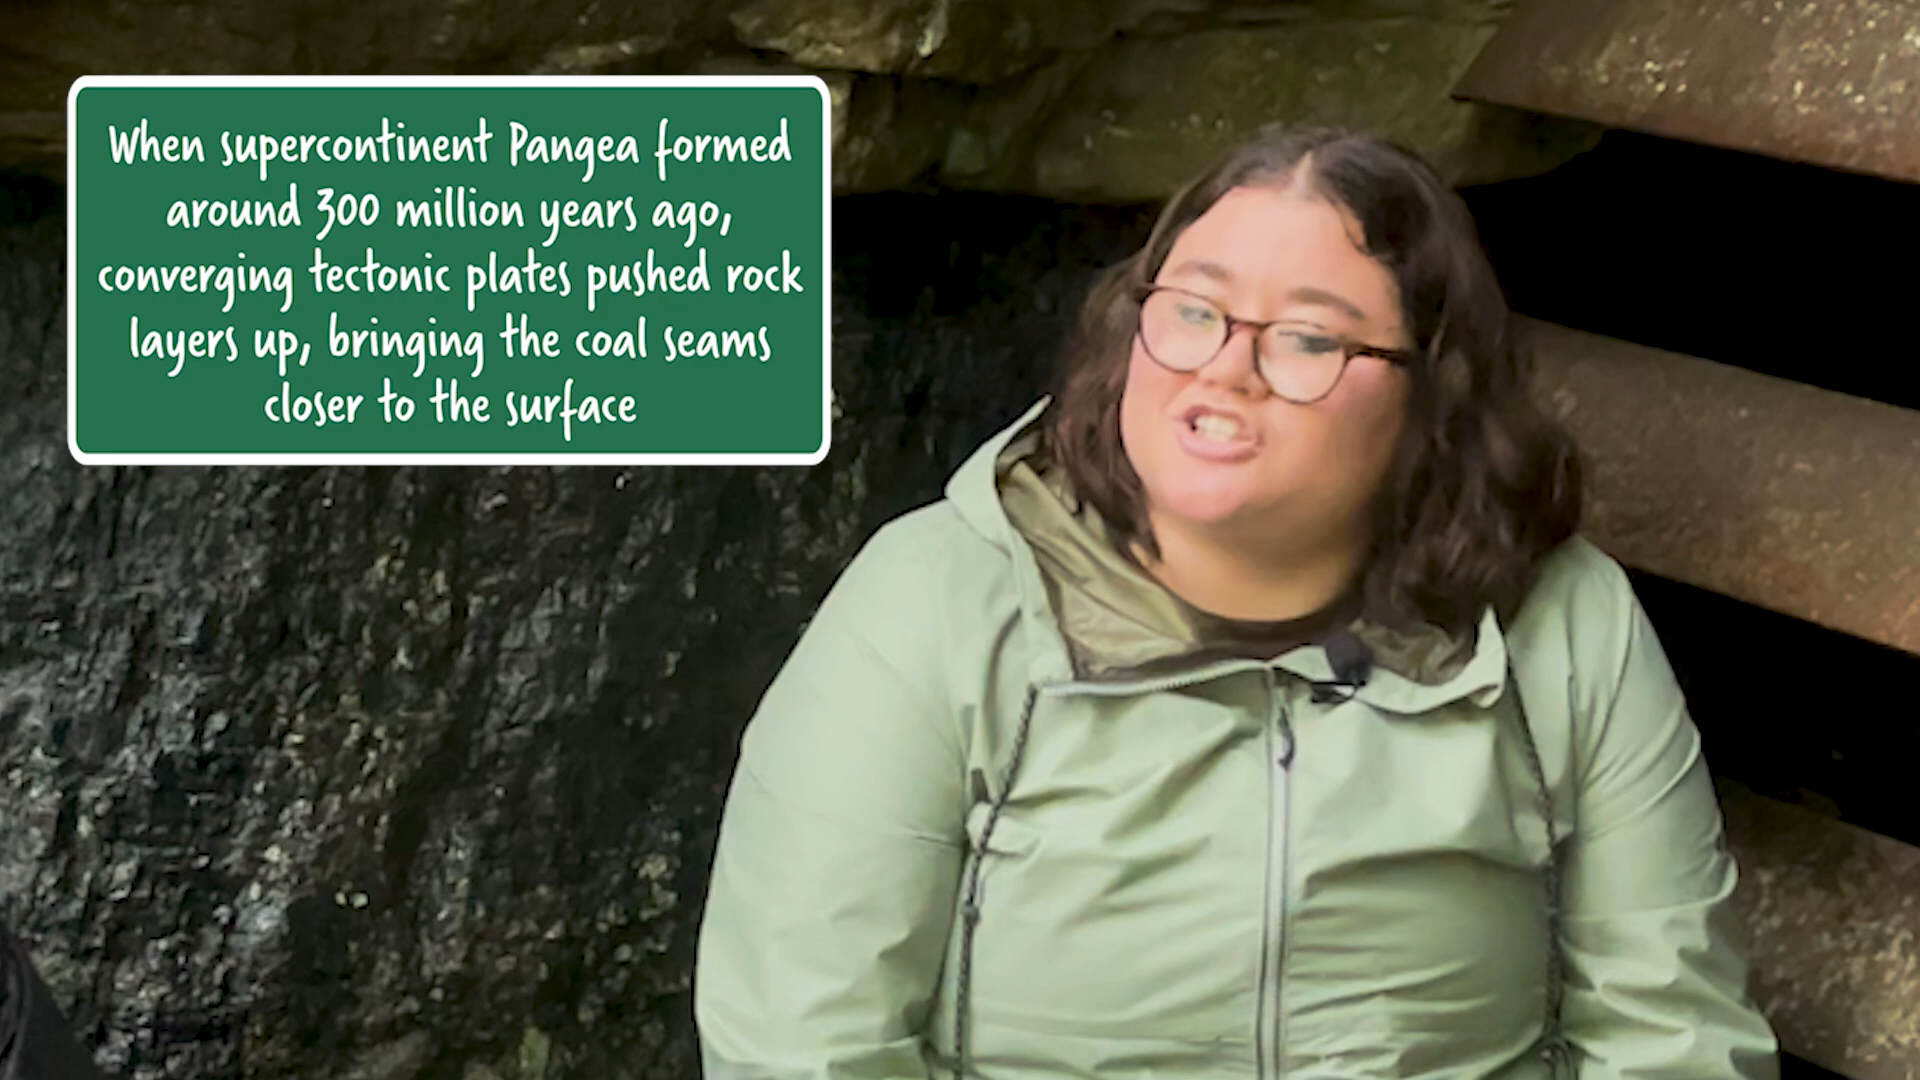 When supercontinent Pangea formed
around 300 million years ago,
converging tectonic plates pushed rock
layers up, bringing the coal seams
closer to the surface